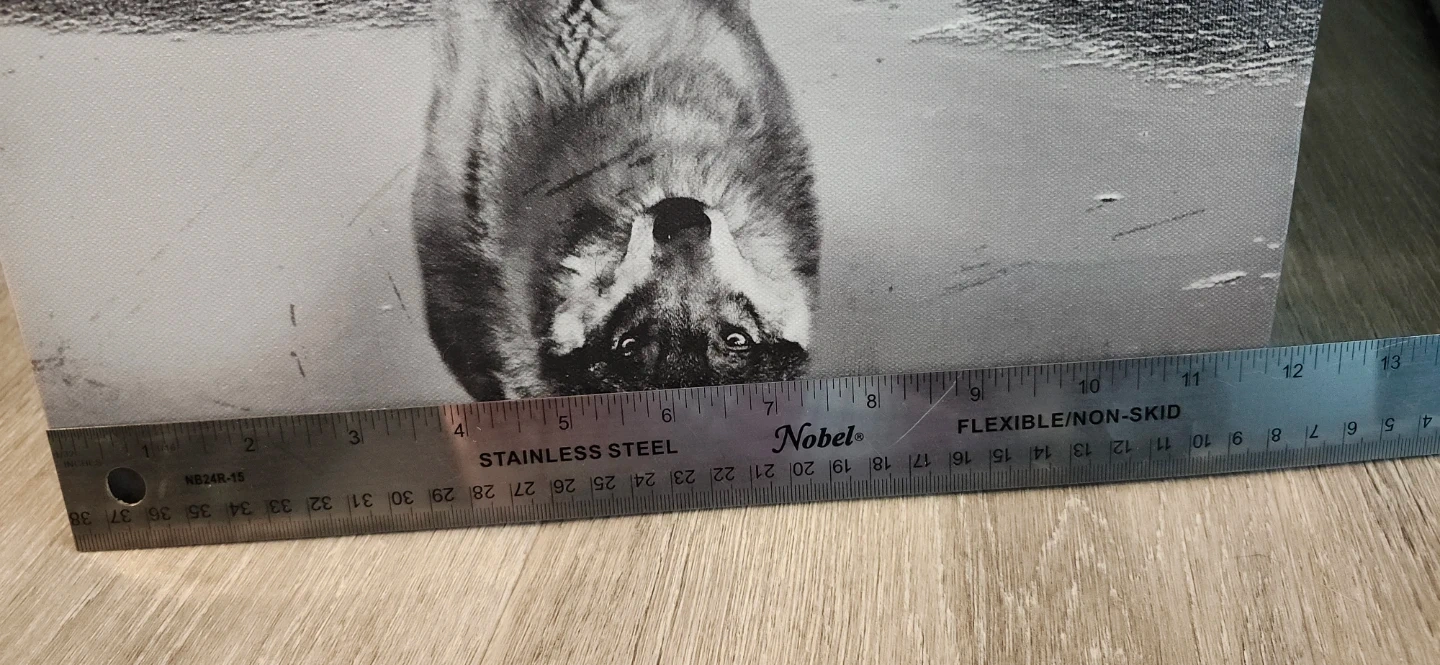 1 2 3 4 5 6 7 8 9 10 11 12 13
STAINLESS STEEL Nobel® FLEXIBLE/NON-SKID
NB24R-15
38 37 36 35 34 33 32 31 30 29 28 27 26 25 24 23 22 21 20 19 18 17 16 15 14 13 12 11 10 9 8 7 6 5 4